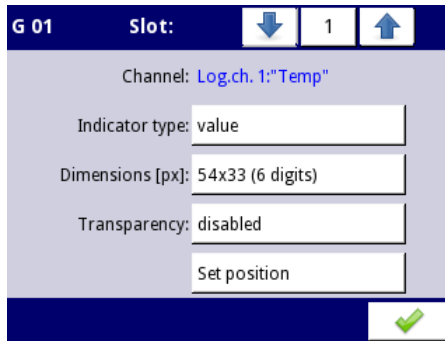 G 01 Slot: 1
Channel: Log.ch. 1:"Temp"
Indicator type: value
Dimensions [px]: 54x33 (6 digits)
Transparency: disabled
Set position